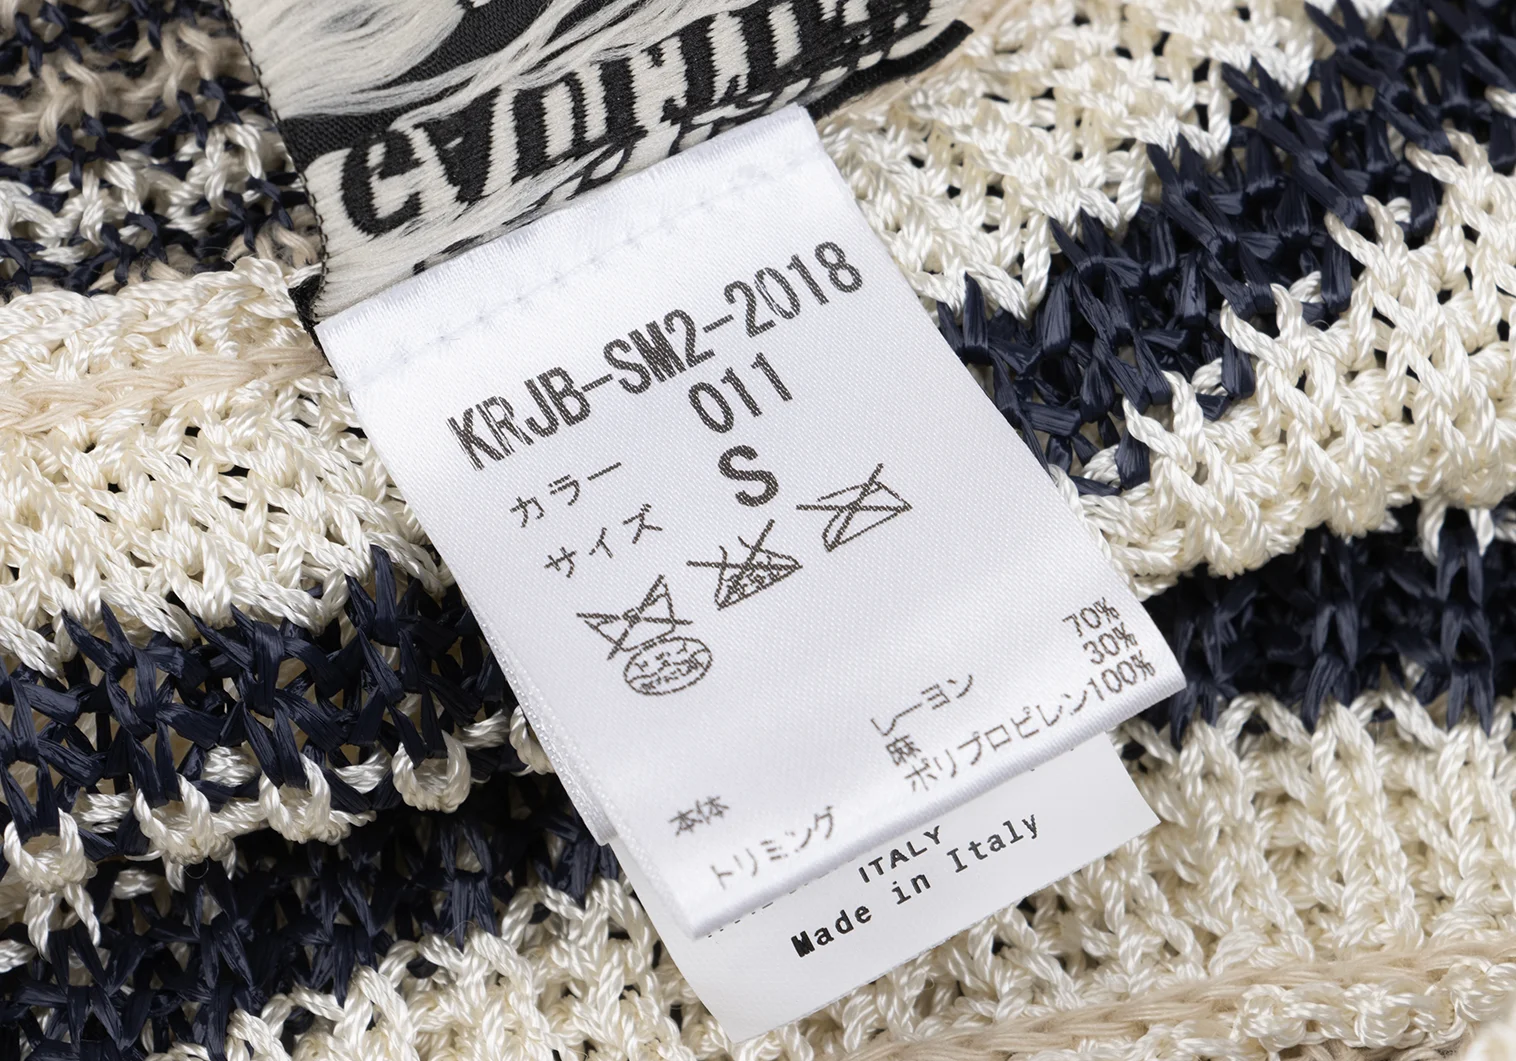 KRJB-SM2-2018
カラー 011
サイズ S
本体 レーヨン 70%
麻 30%
トリミング ポリプロピレン100%
ITALY
Made in Italy